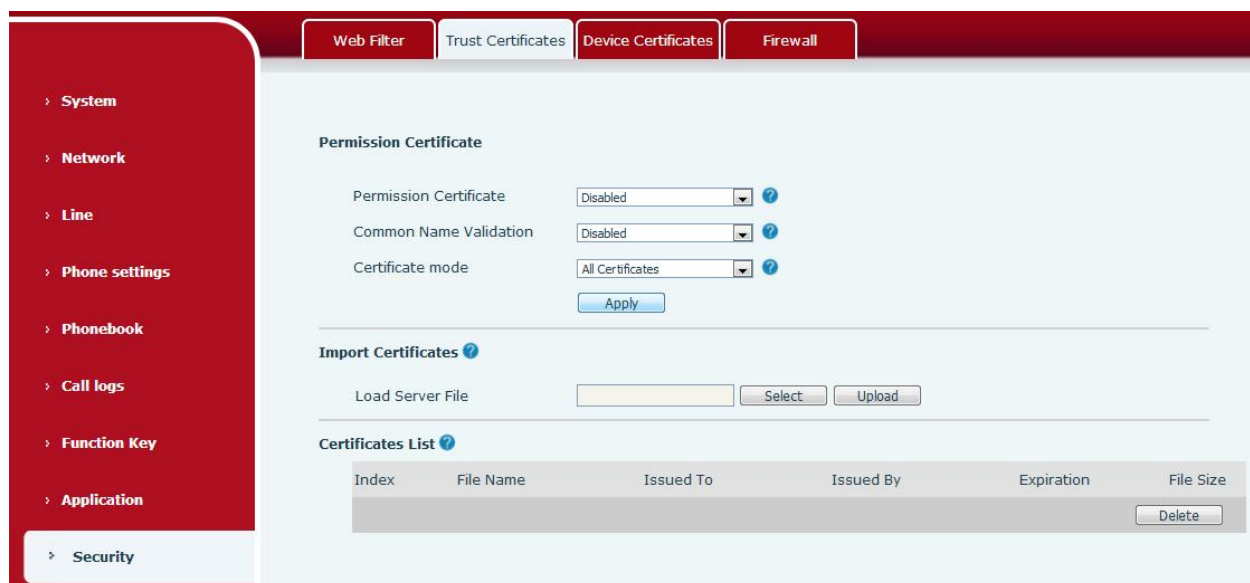 Web Filter
Trust Certificates
Device Certificates
Firewall
System
Network
Line
Phone settings
Phonebook
Call logs
Function Key
Application
Security
Permission Certificate
Permission Certificate Disabled ?
Common Name Validation Disabled ?
Certificate mode All Certificates ?
Apply
Import Certificates ?
Load Server File Select Upload
Certificates List ?
Index File Name Issued To Issued By Expiration File Size
Delete